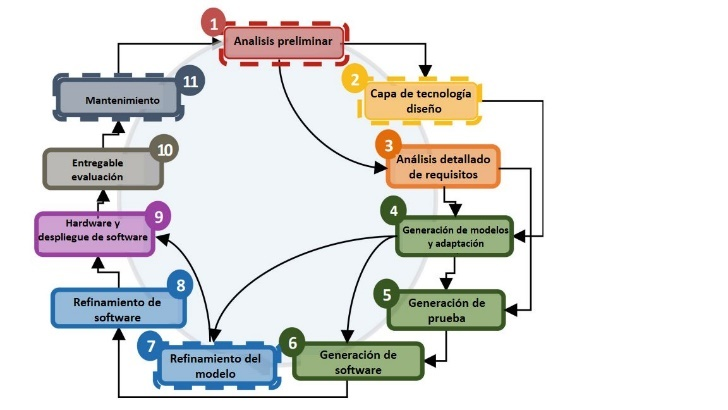 1
Analisis preliminar
2
Capa de tecnología
diseño
3
Análisis detallado
de requisitos
4
Generación de modelos
y adaptación
5
Generación de
prueba
6
Generación de
software
7
Refinamiento del
modelo
8
Refinamiento de
software
9
Hardware y
despliegue de software
10
Entregable
evaluación
11
Mantenimiento